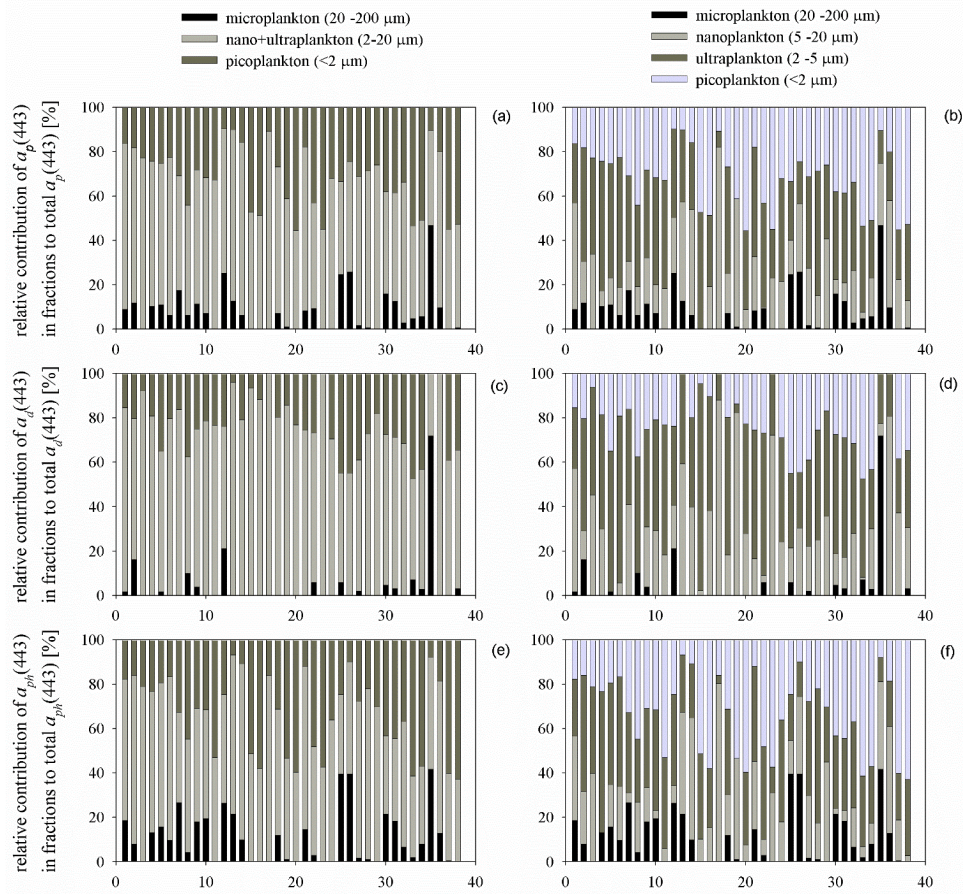 microplankton (20 -200 μm)
nano+ultraplankton (2-20 μm)
picoplankton (<2 μm)
microplankton (20 -200 μm)
nanoplankton (5 -20 μm)
ultraplankton (2 -5 μm)
picoplankton (<2 μm)
relative contribution of ap(443)
in fractions to total ap(443) [%]
100
80
60
40
20
0
(a)
0 10 20 30 40
100
80
60
40
20
0
(b)
0 10 20 30 40
relative contribution of ad(443)
in fractions to total ad(443) [%]
100
80
60
40
20
0
(c)
0 10 20 30 40
100
80
60
40
20
0
(d)
0 10 20 30 40
relative contribution of aph(443)
in fractions to total aph(443) [%]
100
80
60
40
20
0
(e)
0 10 20 30 40
100
80
60
40
20
0
(f)
0 10 20 30 40